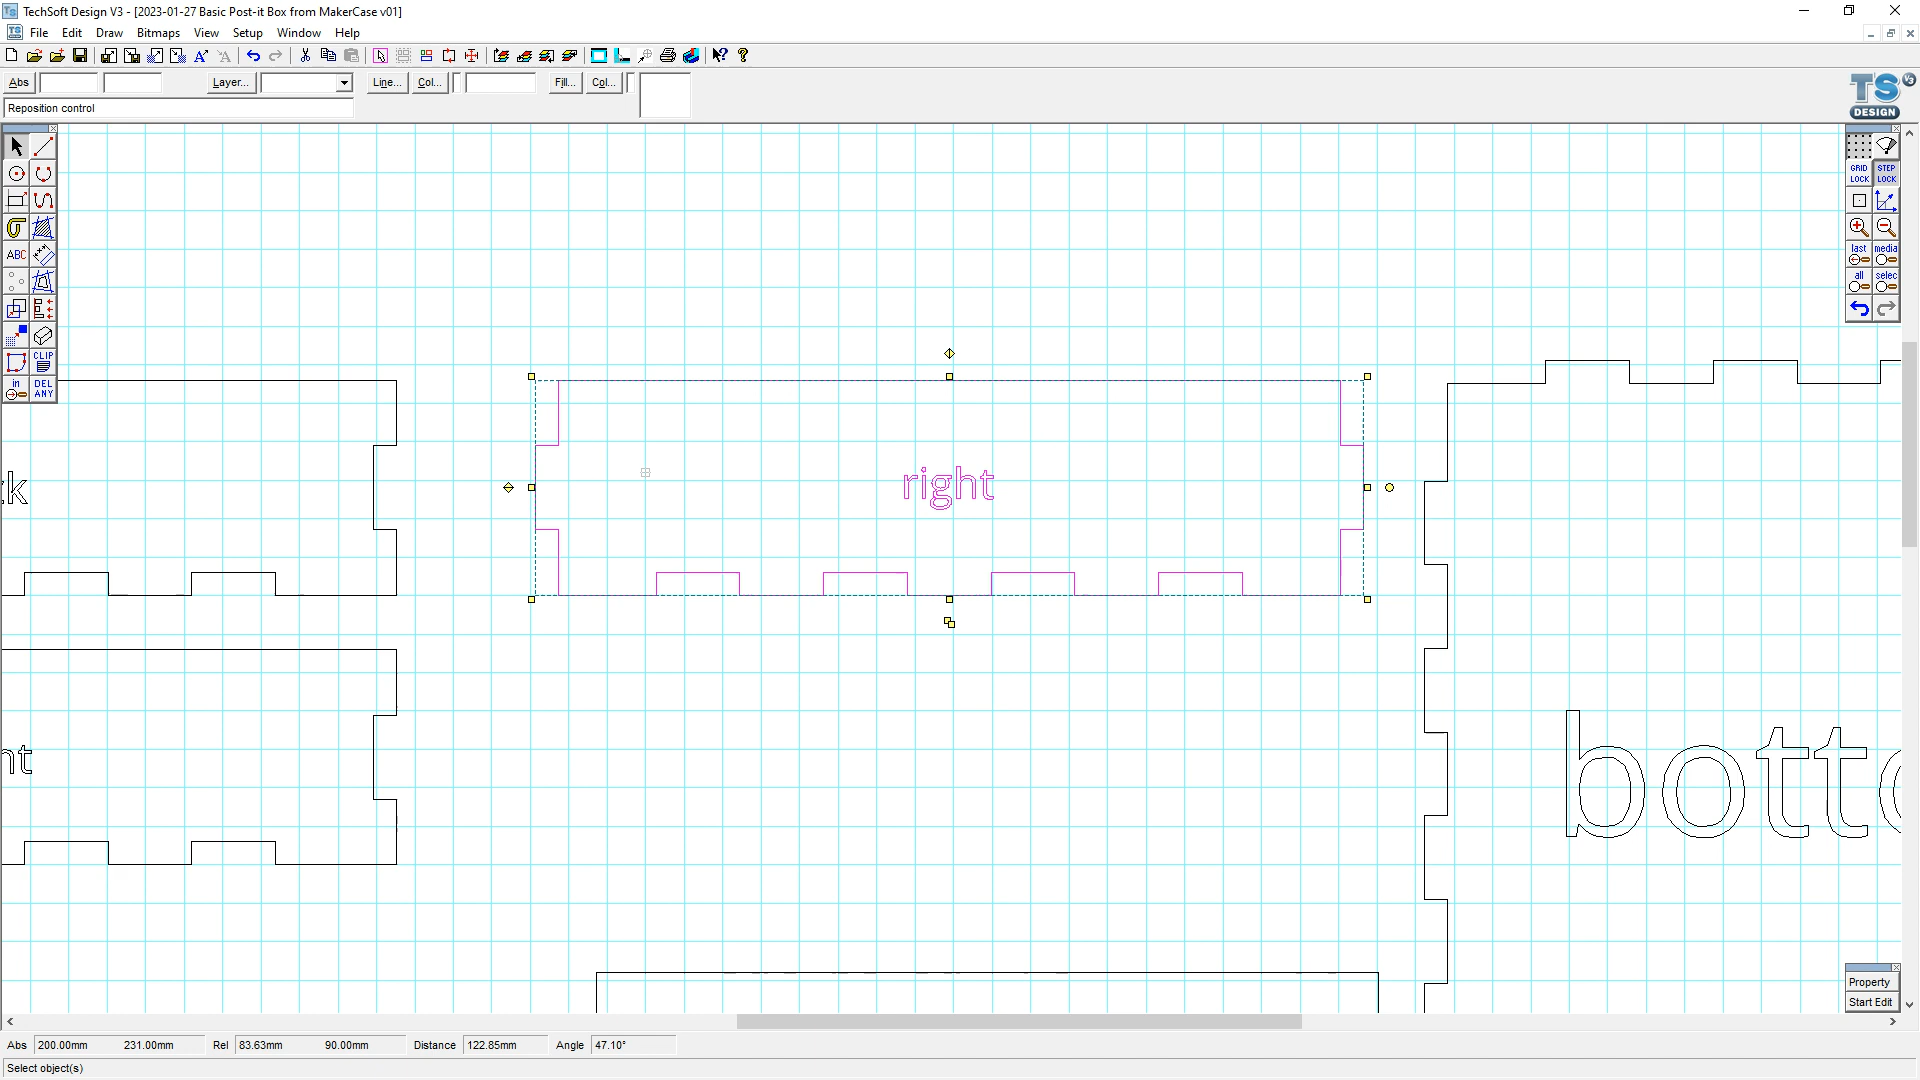 TechSoft Design V3 - [2023-01-27 Basic Post-it Box from MakerCase v01]
File Edit Draw Bitmaps View Setup Window Help
Abs Layer... Line... Col... Fill... Col...
Reposition control
TS V3
DESIGN
GRID LOCK STEP LOCK
ABC
last media
all selec
CLIP
in DEL ANY
right
k
ht
botto
Property
Start Edit
Abs 200.00mm 231.00mm Rel 83.63mm 90.00mm Distance 122.85mm Angle 47.10°
Select object(s)